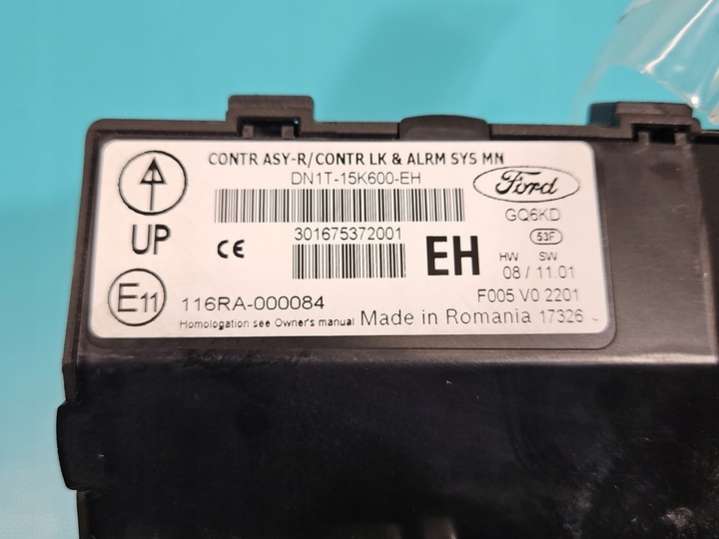 CONTR ASY-R/CONTR LK & ALRM SYS MN
DN1T-15K600-EH
Ford
GQ6KD
UP
CE
301675372001
EH
53F
HW SW
08 / 11.01
E11
116RA-000084
F005 V0 2201
Homologation see Owner's manual Made in Romania 17326